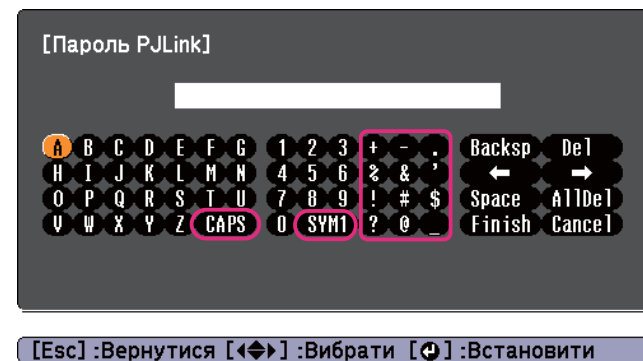 [Пароль PJLink]
A B C D E F G 1 2 3 + - . Backsp Del
H I J K L M N 4 5 6 % & ' ← →
O P Q R S T U 7 8 9 ! # $ Space AllDel
V W X Y Z CAPS 0 SYM1 ? @ _ Finish Cancel
[Esc] :Вернутися [◀◆▶] :Вибрати [↵] :Встановити